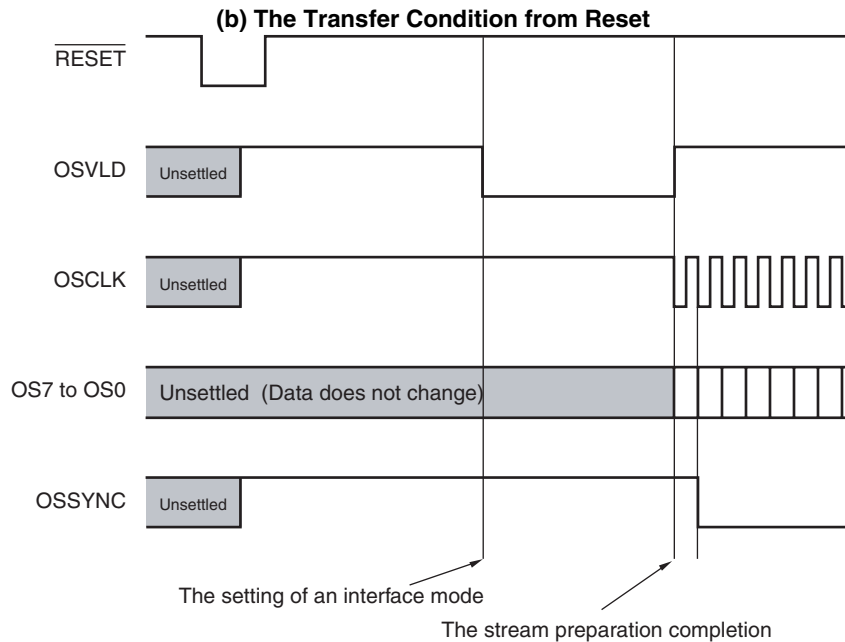 (b) The Transfer Condition from Reset
RESET
OSVLD
Unsettled
OSCLK
Unsettled
OS7 to OS0
Unsettled (Data does not change)
OSSYNC
Unsettled
The setting of an interface mode
The stream preparation completion